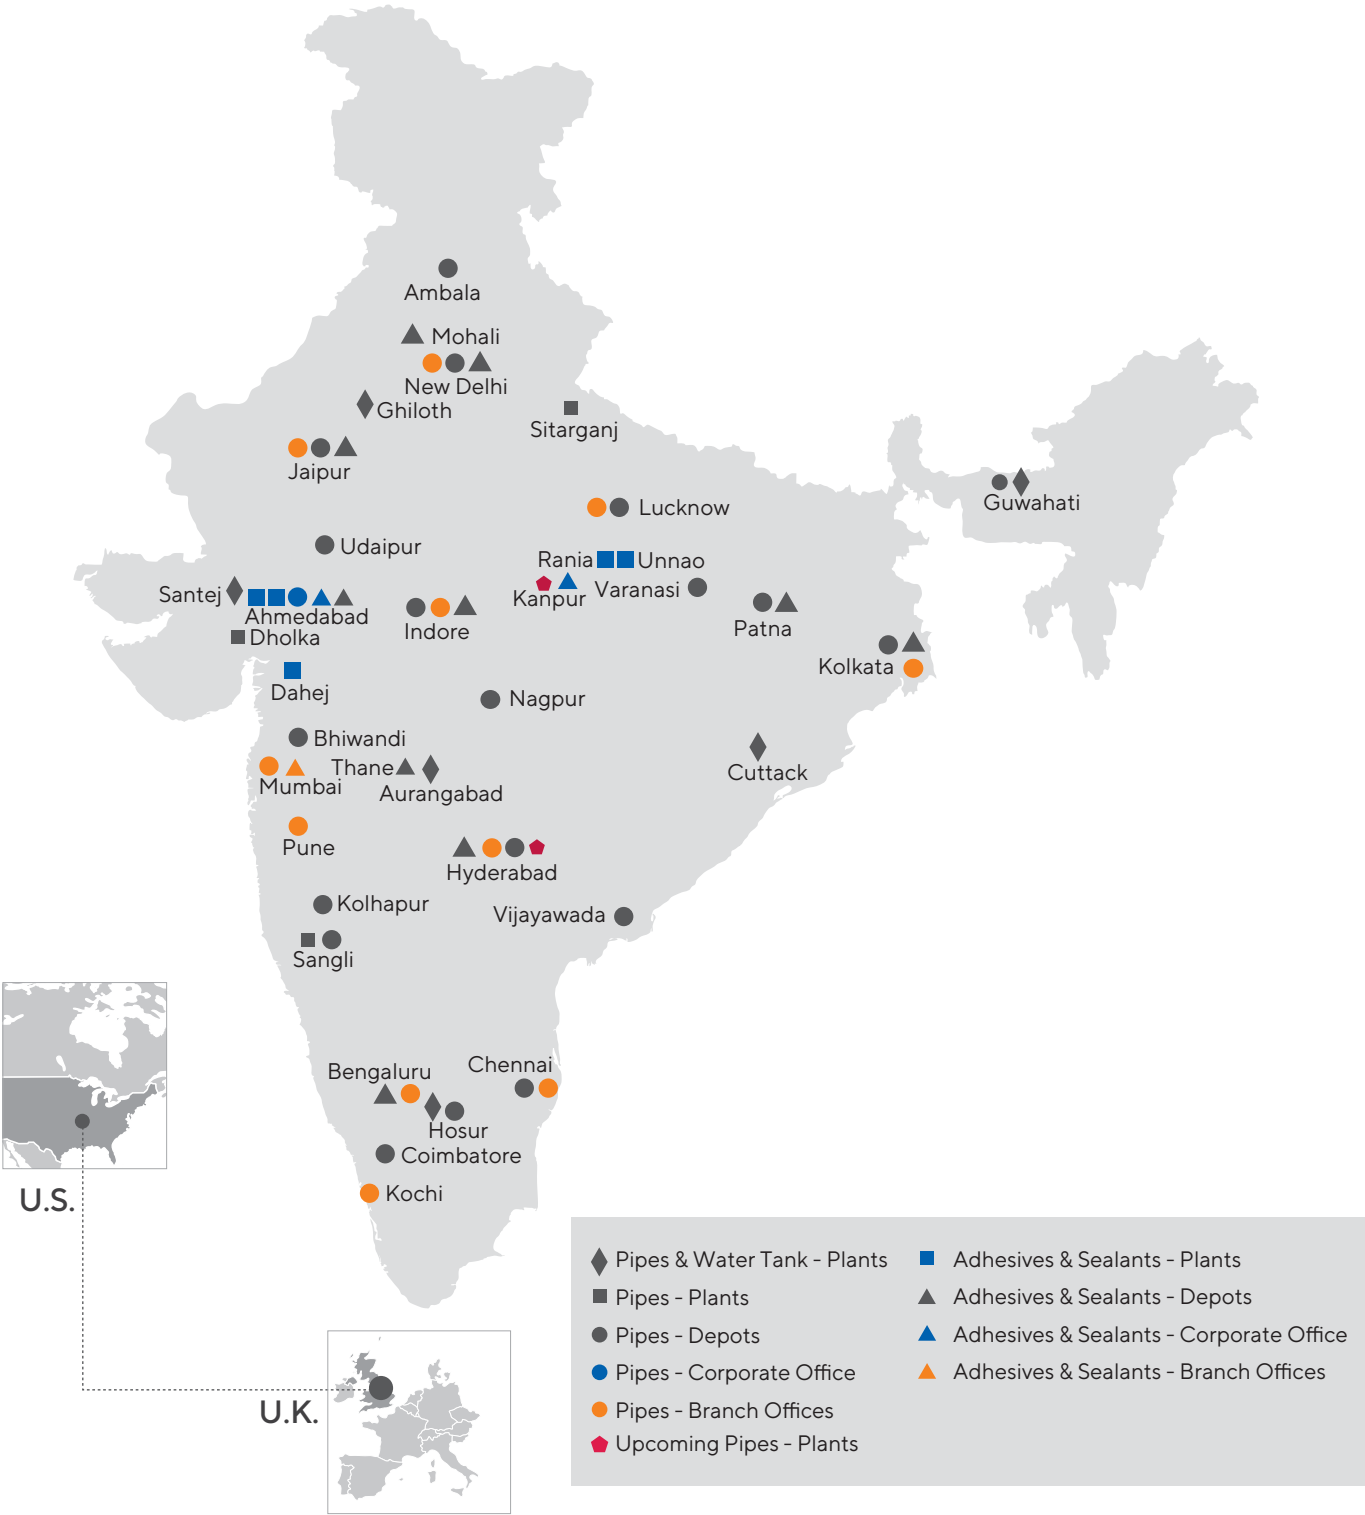 Ambala
Mohali
New Delhi
Ghiloth
Sitarganj
Jaipur
Guwahati
Lucknow
Udaipur
Rania
Unnao
Santej
Kanpur
Varanasi
Ahmedabad
Indore
Patna
Dholka
Kolkata
Dahej
Nagpur
Bhiwandi
Thane
Cuttack
Mumbai
Aurangabad
Pune
Hyderabad
Kolhapur
Vijayawada
Sangli
Chennai
Bengaluru
Hosur
Coimbatore
Kochi
U.S.
U.K.
Pipes & Water Tank - Plants
Pipes - Plants
Pipes - Depots
Pipes - Corporate Office
Pipes - Branch Offices
Upcoming Pipes - Plants
Adhesives & Sealants - Plants
Adhesives & Sealants - Depots
Adhesives & Sealants - Corporate Office
Adhesives & Sealants - Branch Offices